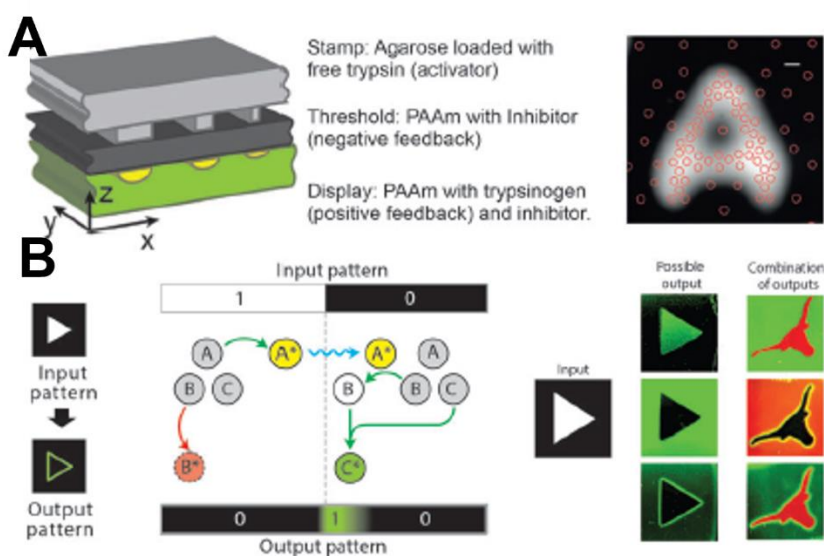 A
Stamp: Agarose loaded with
free trypsin (activator)
Threshold: PAAm with Inhibitor
(negative feedback)
Display: PAAm with trypsinogen
(positive feedback) and inhibitor.
z
y
x
B
Input pattern
1 0
A A* A* A
B C B B C
B* C*
0 1 0
Output pattern
Input
pattern
Output
pattern
Input
Possible
output
Combination
of outputs